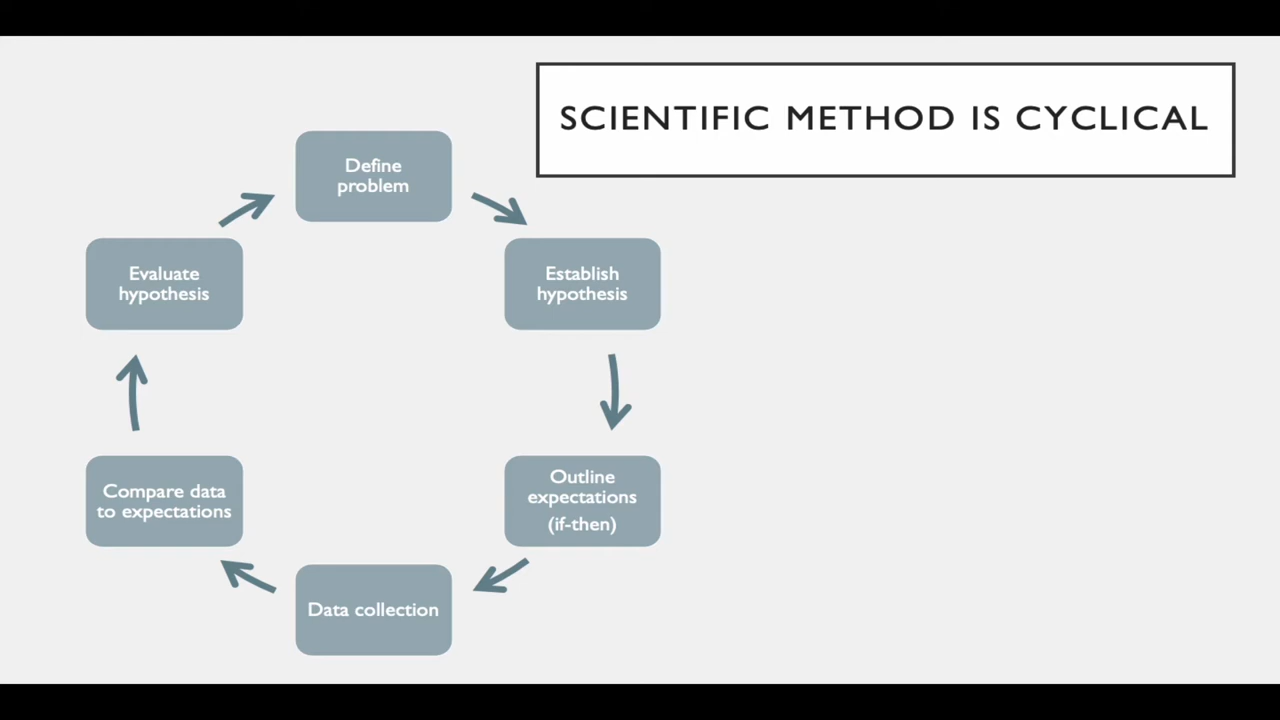 SCIENTIFIC METHOD IS CYCLICAL
Define
problem
Establish
hypothesis
Outline
expectations
(if-then)
Data collection
Compare data
to expectations
Evaluate
hypothesis